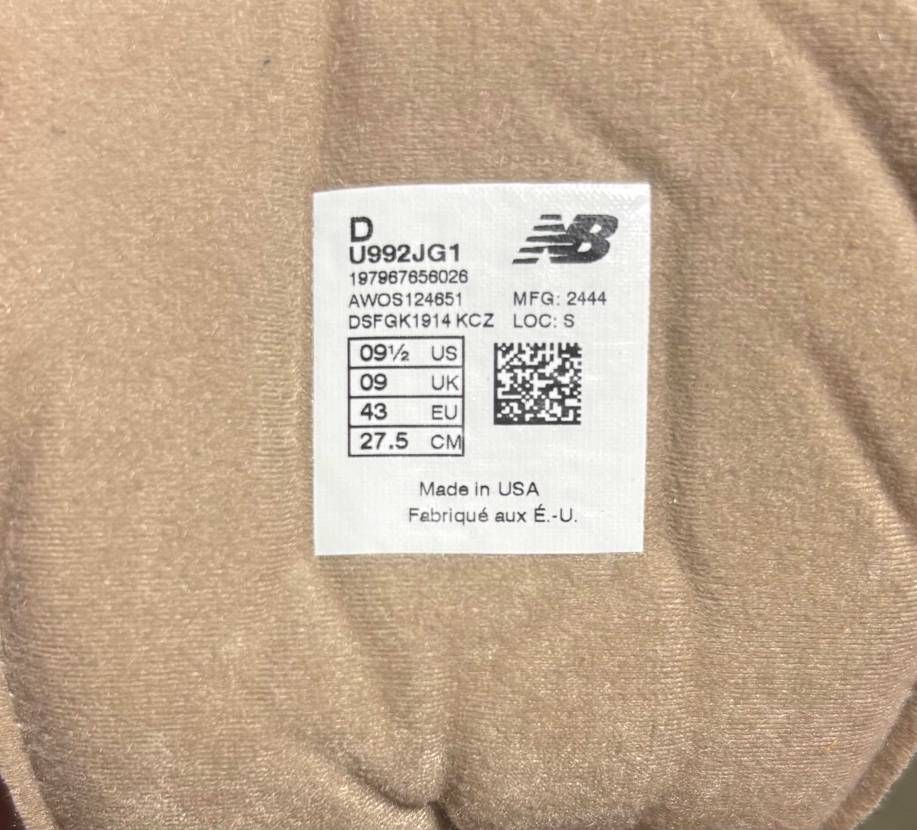 D
U992JG1
197967656026
AWOS124651
DSFGK1914 KCZ
NB
MFG: 2444
LOC: S
09½ US
09 UK
43 EU
27.5 CM
Made in USA
Fabriqué aux É.-U.